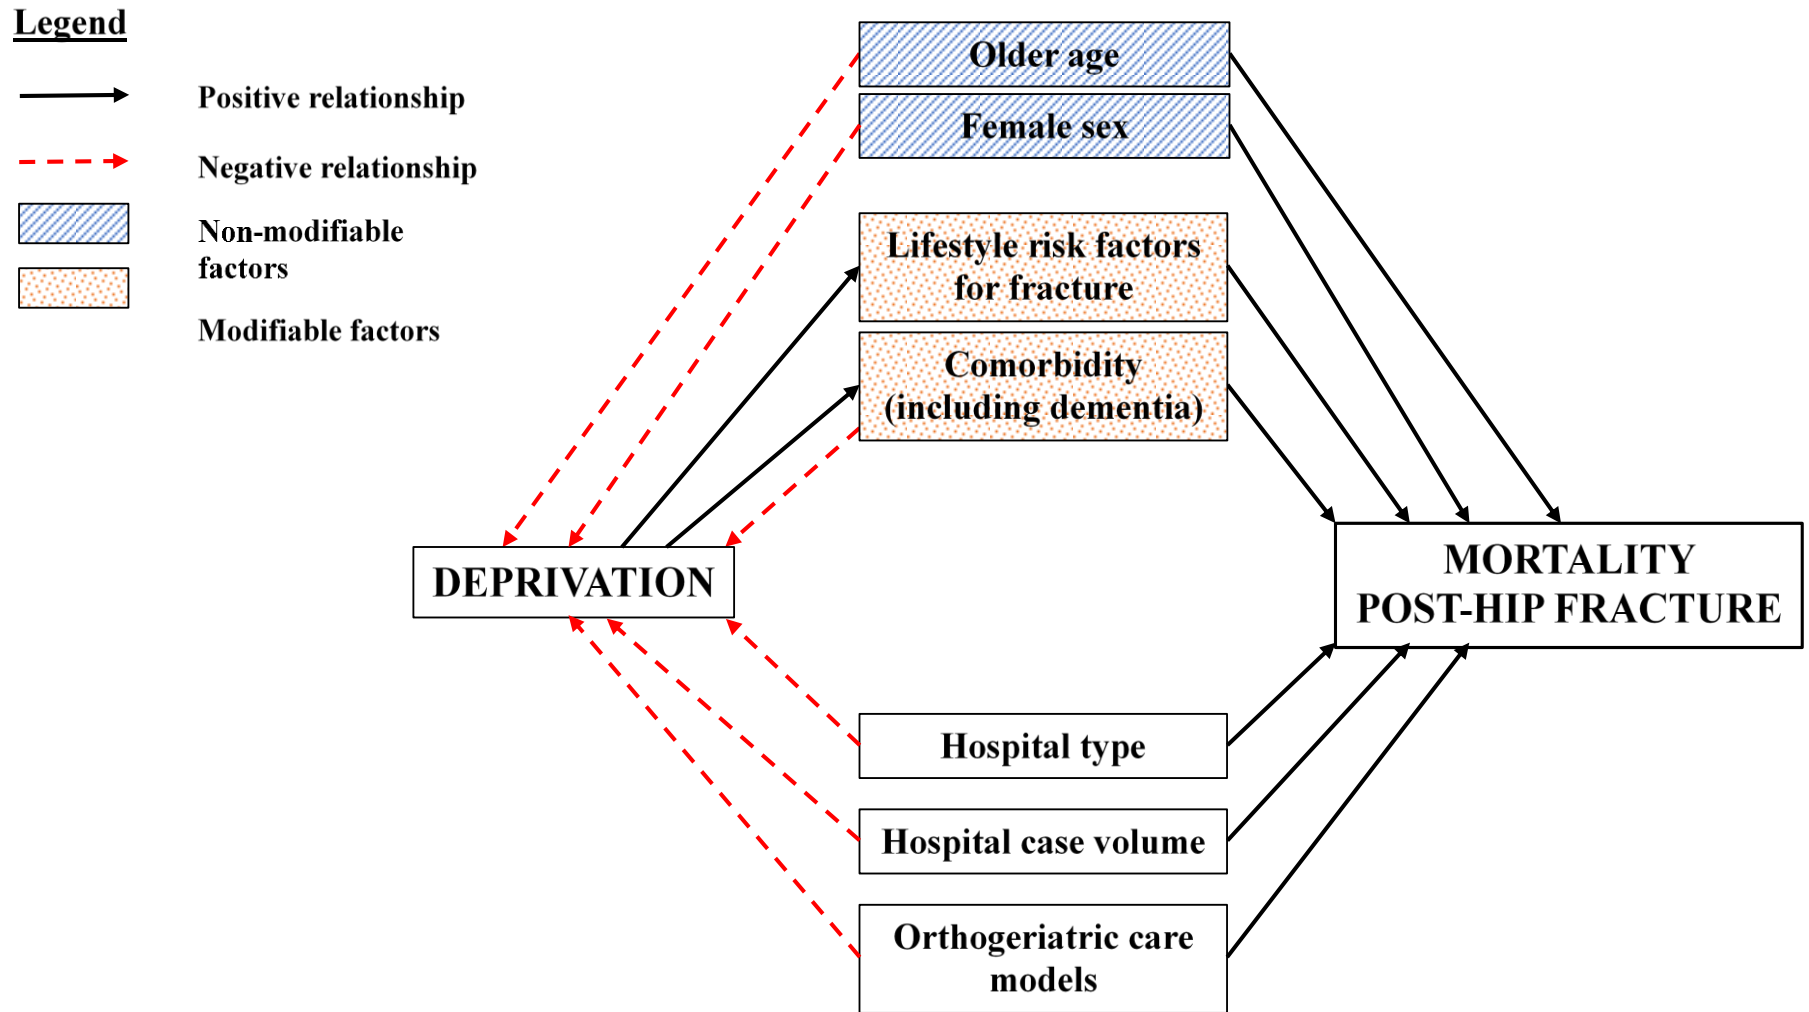 Legend
Positive relationship
Negative relationship
Non-modifiable
factors
Modifiable factors
Older age
Female sex
Lifestyle risk factors
for fracture
Comorbidity
(including dementia)
DEPRIVATION
MORTALITY
POST-HIP FRACTURE
Hospital type
Hospital case volume
Orthogeriatric care
models